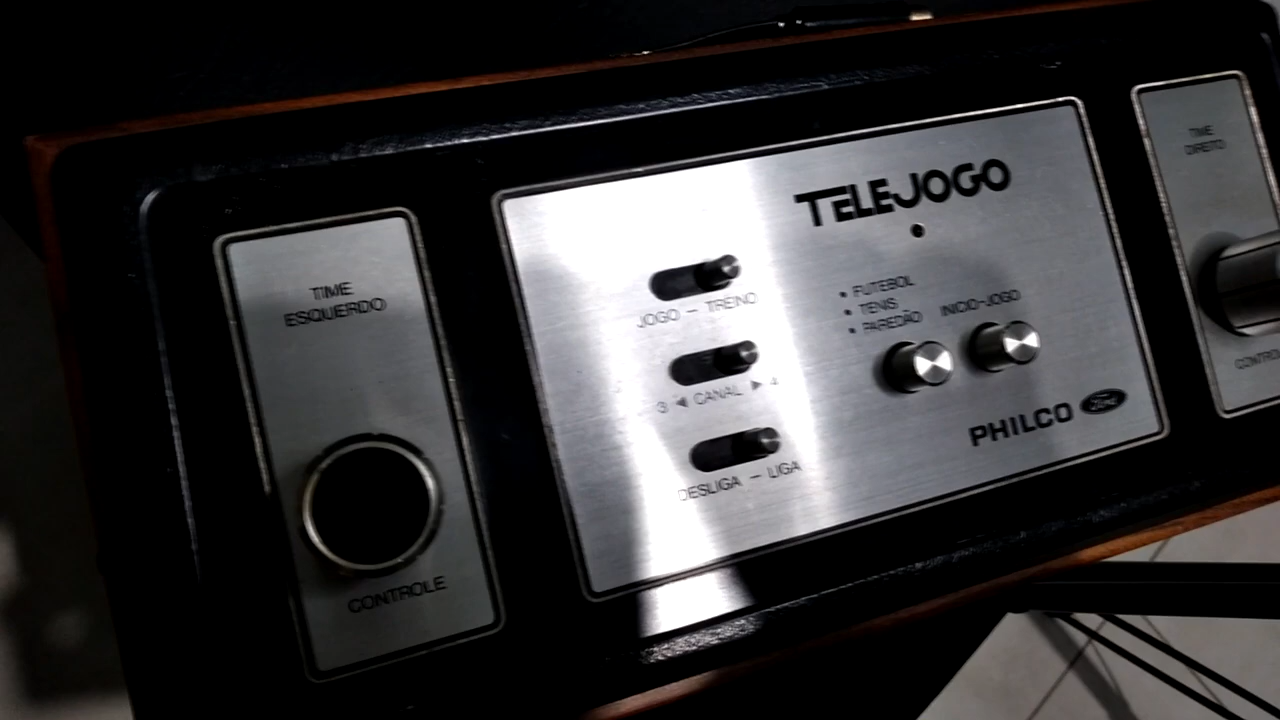 TIME
ESQUERDO
CONTROLE
JOGO – TREINO
3 ◀ CANAL ▶ 4
DESLIGA – LIGA
TELEJOGO
• FUTEBOL
• TENIS
• PAREDÃO
INICIO-JOGO
PHILCO Ford
TIME
DIREITO
CONTRO